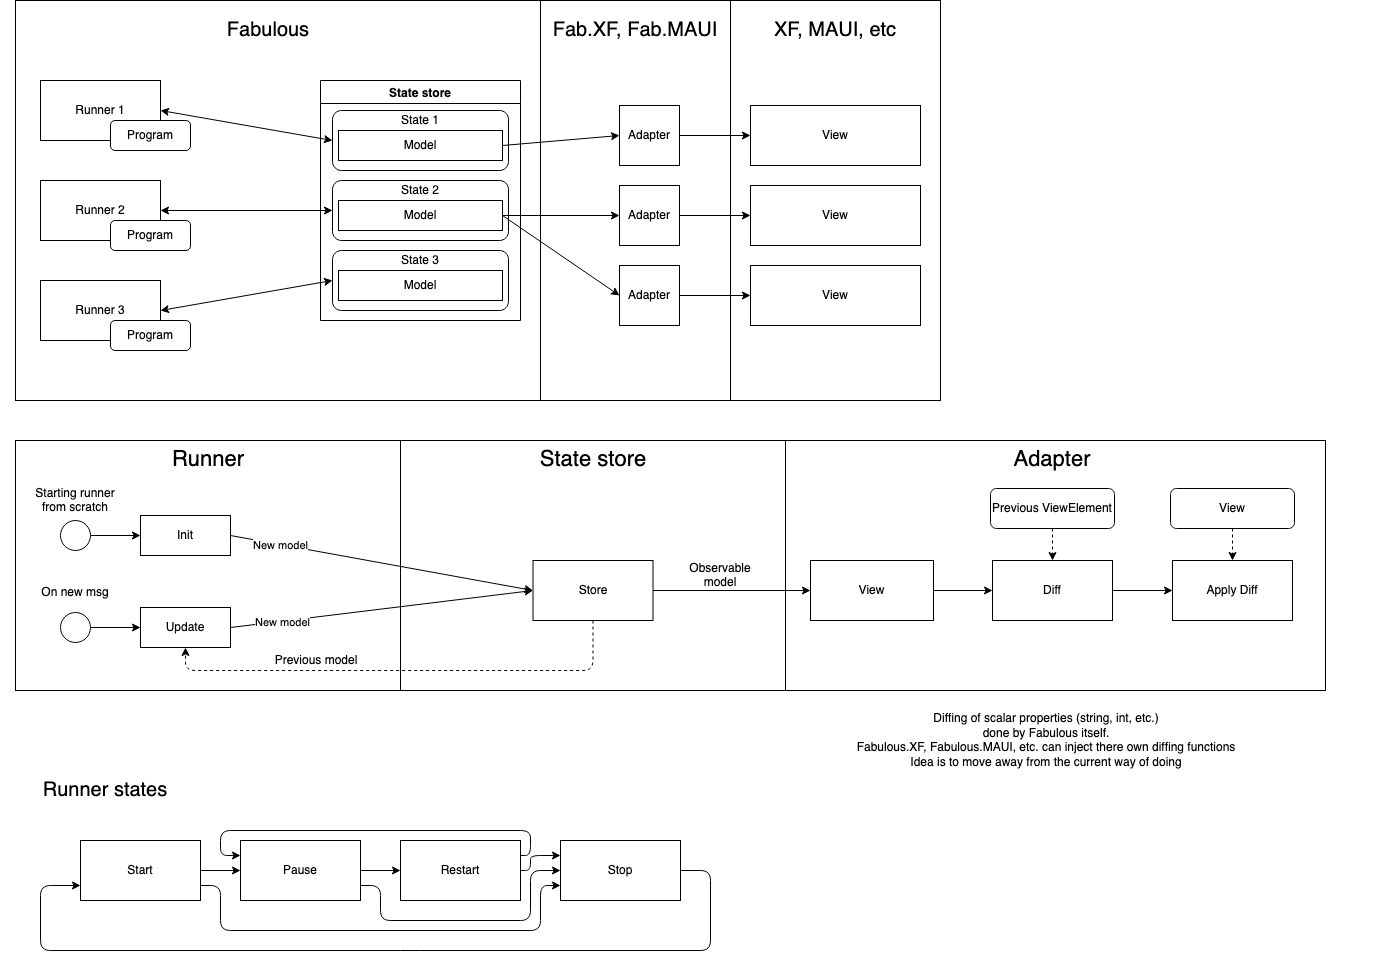 Fabulous
Fab.XF, Fab.MAUI
XF, MAUI, etc
State store
Runner 1
Program
State 1
Model
Adapter
View
Runner 2
Program
State 2
Model
Adapter
View
Runner 3
Program
State 3
Model
Adapter
View
Runner
State store
Adapter
Starting runner
from scratch
Init
New model
On new msg
Update
New model
Previous model
Store
Observable
model
Previous ViewElement
View
View
Diff
Apply Diff
Diffing of scalar properties (string, int, etc.)
done by Fabulous itself.
Fabulous.XF, Fabulous.MAUI, etc. can inject there own diffing functions
Idea is to move away from the current way of doing
Runner states
Start
Pause
Restart
Stop